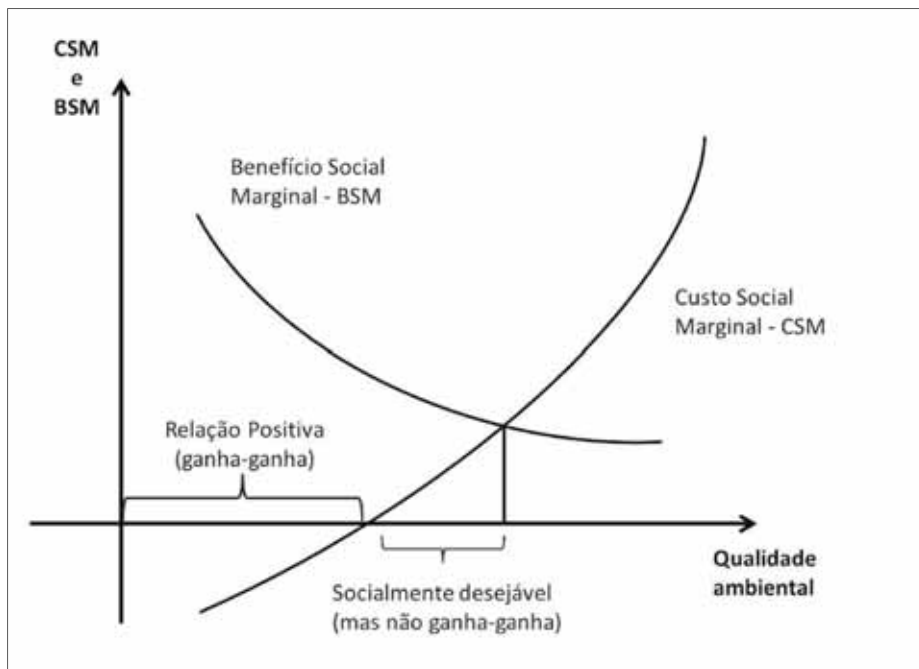 CSM
e
BSM
Benefício Social
Marginal - BSM
Custo Social
Marginal - CSM
Relação Positiva
(ganha-ganha)
Qualidade
ambiental
Socialmente desejável
(mas não ganha-ganha)